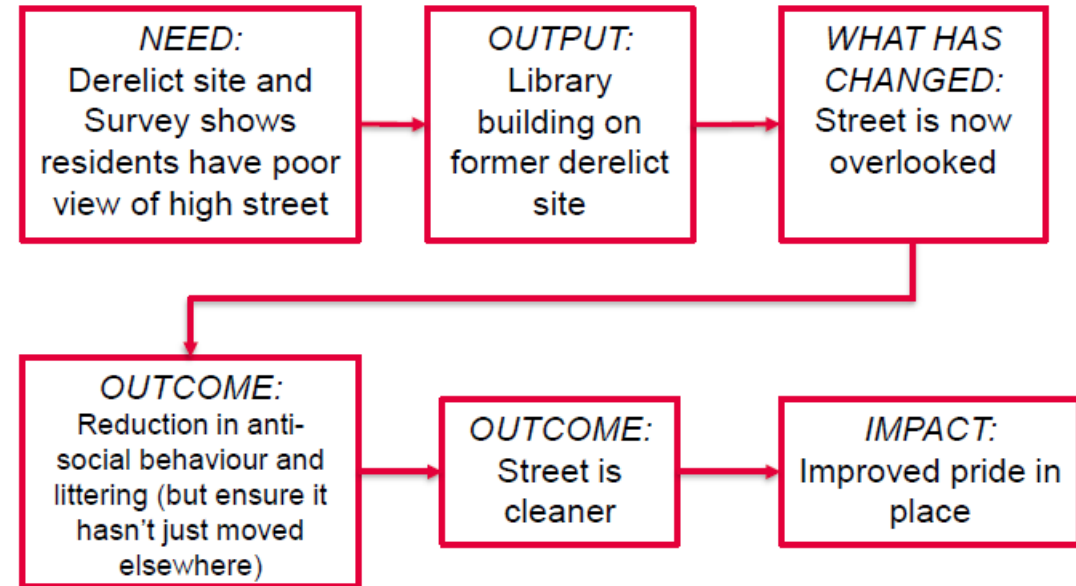 NEED:
Derelict site and
Survey shows
residents have poor
view of high street
OUTPUT:
Library
building on
former derelict
site
WHAT HAS
CHANGED:
Street is now
overlooked
OUTCOME:
Reduction in anti-
social behaviour and
littering (but ensure it
hasn’t just moved
elsewhere)
OUTCOME:
Street is
cleaner
IMPACT:
Improved pride in
place